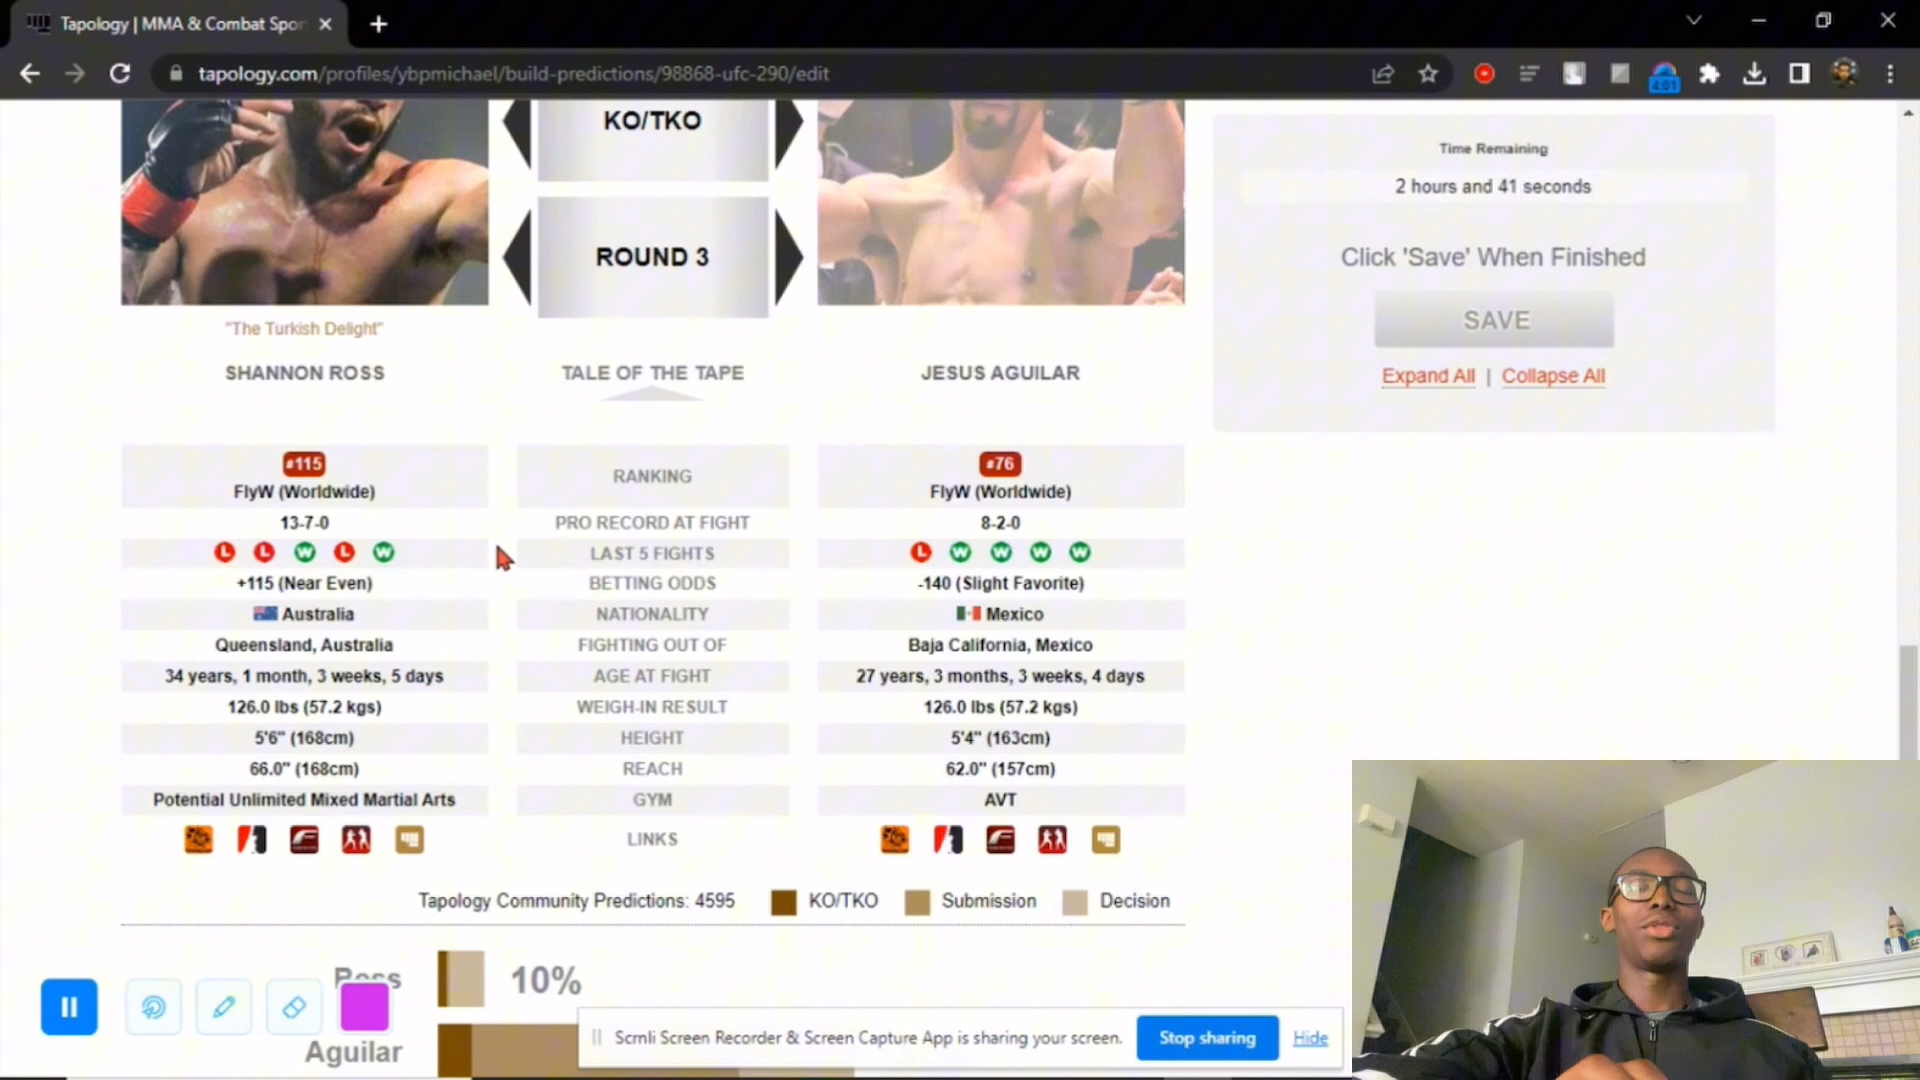 Tapology | MMA & Combat Spor
tapology.com/profiles/ybpmichael/build-predictions/98868-ufc-290/edit
4:01
KO/TKO
ROUND 3
Time Remaining
2 hours and 41 seconds
Click 'Save' When Finished
SAVE
Expand All | Collapse All
"The Turkish Delight"
SHANNON ROSS TALE OF THE TAPE JESUS AGUILAR
#115 #76
FlyW (Worldwide) RANKING FlyW (Worldwide)
13-7-0 PRO RECORD AT FIGHT 8-2-0
L L W L W LAST 5 FIGHTS L W W W W
+115 (Near Even) BETTING ODDS -140 (Slight Favorite)
Australia NATIONALITY Mexico
Queensland, Australia FIGHTING OUT OF Baja California, Mexico
34 years, 1 month, 3 weeks, 5 days AGE AT FIGHT 27 years, 3 months, 3 weeks, 4 days
126.0 lbs (57.2 kgs) WEIGH-IN RESULT 126.0 lbs (57.2 kgs)
5'6" (168cm) HEIGHT 5'4" (163cm)
66.0" (168cm) REACH 62.0" (157cm)
Potential Unlimited Mixed Martial Arts GYM AVT
LINKS
Tapology Community Predictions: 4595 KO/TKO Submission Decision
Ross 10%
Scrnli Screen Recorder & Screen Capture App is sharing your screen. Stop sharing Hide
Aguilar